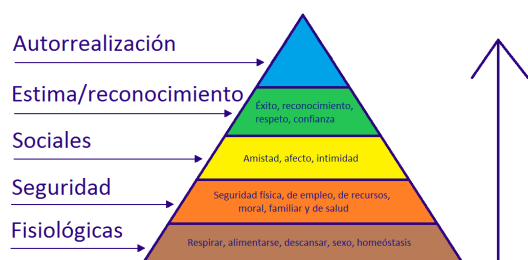 Autorrealización
Estima/reconocimiento
Éxito, reconocimiento,
respeto, confianza
Sociales
Amistad, afecto, intimidad
Seguridad
Seguridad física, de empleo, de recursos,
moral, familiar y de salud
Fisiológicas
Respirar, alimentarse, descansar, sexo, homeóstasis